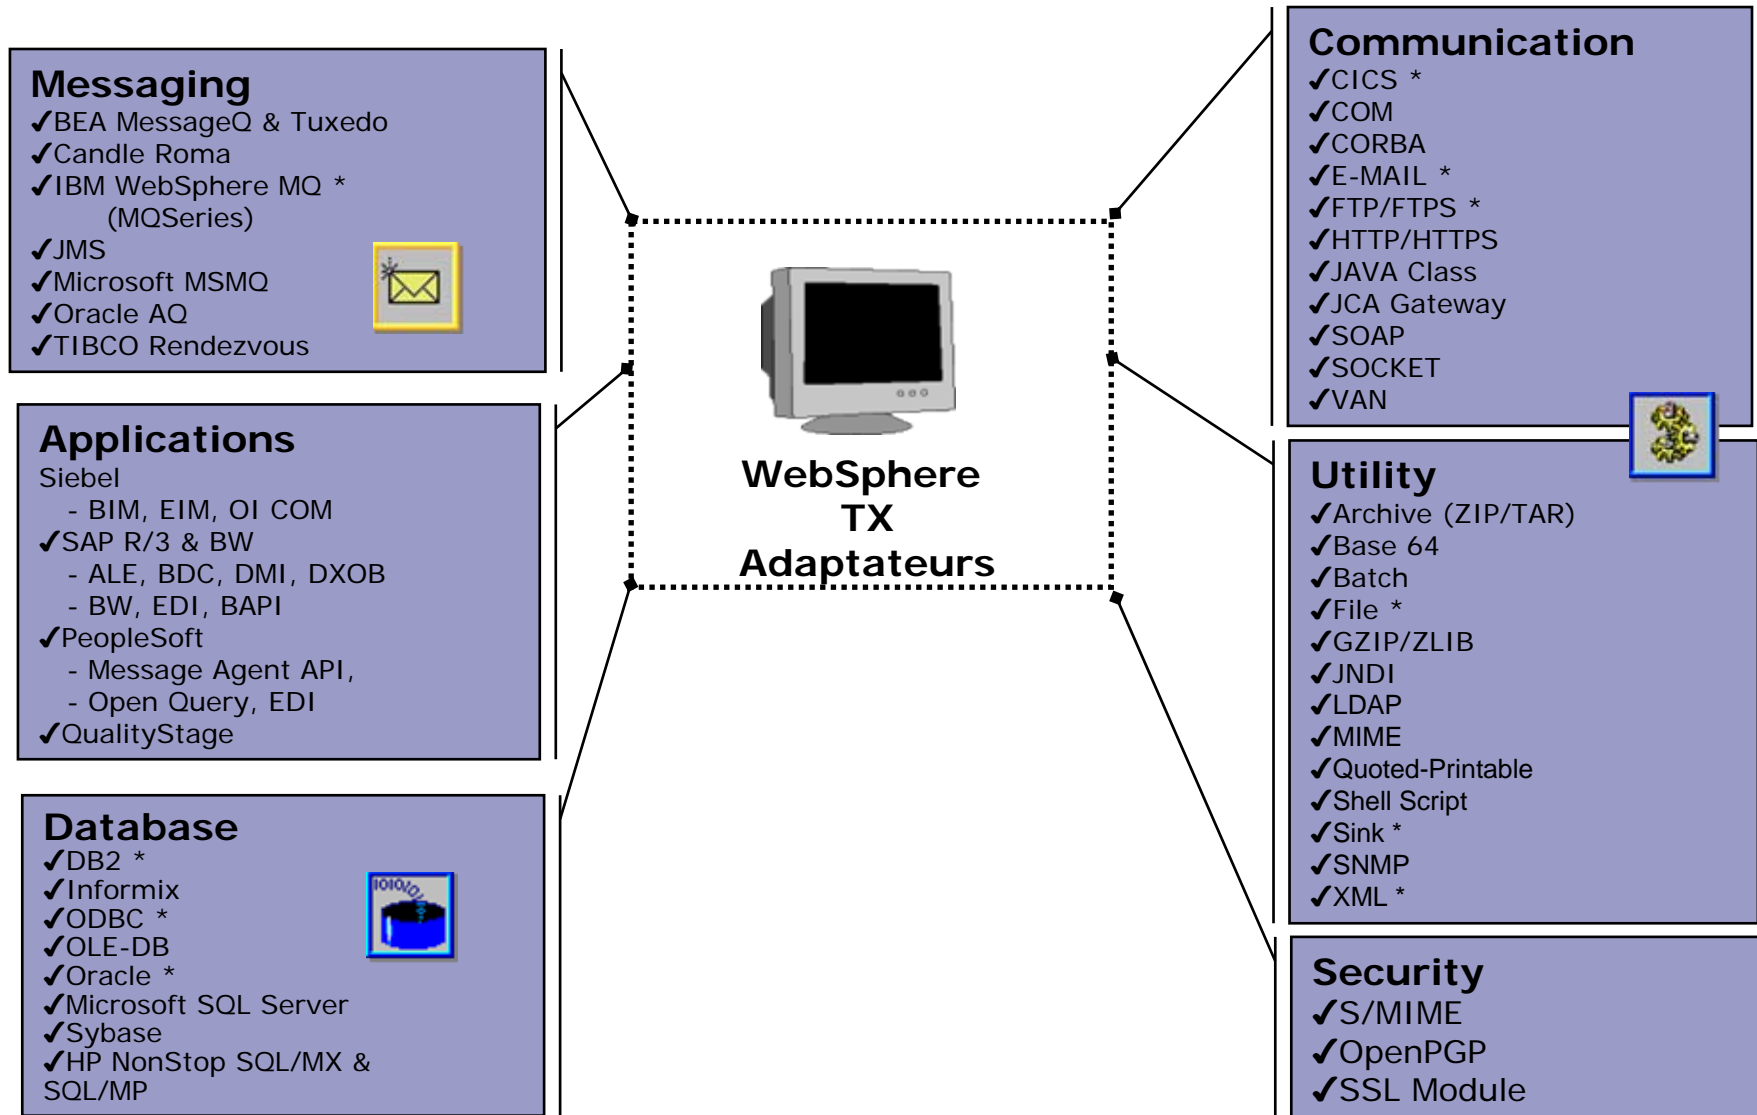 Messaging
✓BEA MessageQ & Tuxedo
✓Candle Roma
✓IBM WebSphere MQ *
(MQSeries)
✓JMS
✓Microsoft MSMQ
✓Oracle AQ
✓TIBCO Rendezvous
Applications
Siebel
- BIM, EIM, OI COM
✓SAP R/3 & BW
- ALE, BDC, DMI, DXOB
- BW, EDI, BAPI
✓PeopleSoft
- Message Agent API,
- Open Query, EDI
✓QualityStage
Database
✓DB2 *
✓Informix
✓ODBC *
✓OLE-DB
✓Oracle *
✓Microsoft SQL Server
✓Sybase
✓HP NonStop SQL/MX &
SQL/MP
WebSphere
TX
Adaptateurs
Communication
✓CICS *
✓COM
✓CORBA
✓E-MAIL *
✓FTP/FTPS *
✓HTTP/HTTPS
✓JAVA Class
✓JCA Gateway
✓SOAP
✓SOCKET
✓VAN
Utility
✓Archive (ZIP/TAR)
✓Base 64
✓Batch
✓File *
✓GZIP/ZLIB
✓JNDI
✓LDAP
✓MIME
✓Quoted-Printable
✓Shell Script
✓Sink *
✓SNMP
✓XML *
Security
✓S/MIME
✓OpenPGP
✓SSL Module